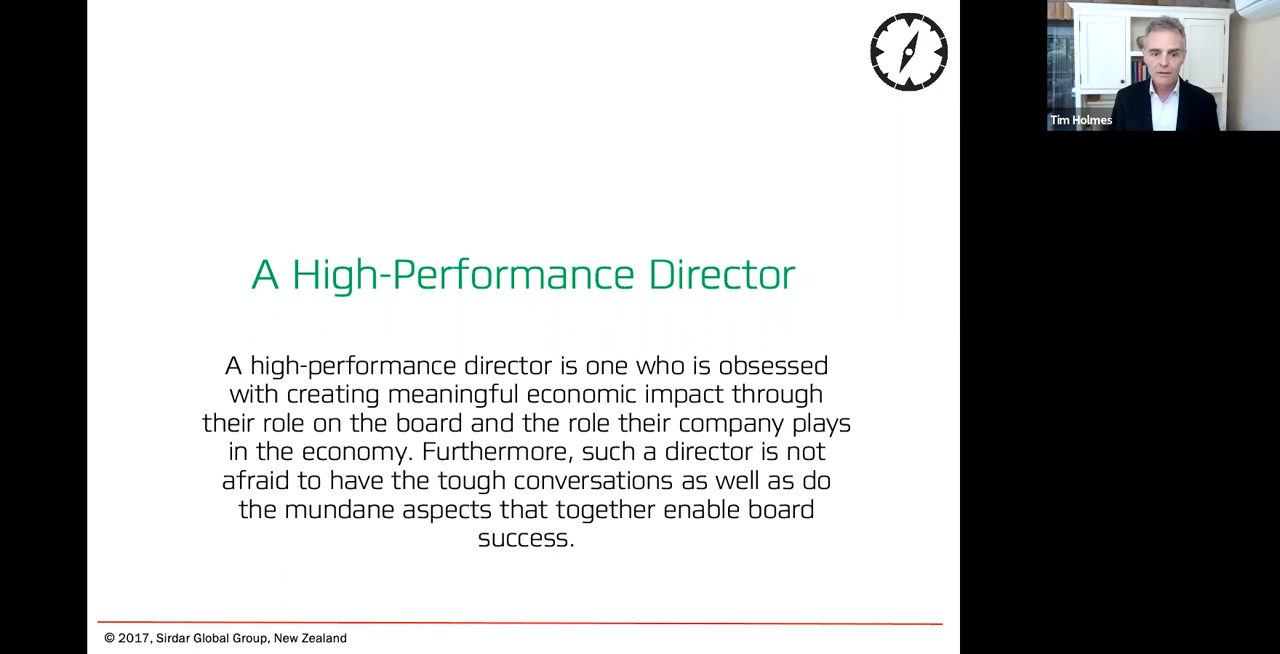 A High-Performance Director
A high-performance director is one who is obsessed
with creating meaningful economic impact through
their role on the board and the role their company plays
in the economy. Furthermore, such a director is not
afraid to have the tough conversations as well as do
the mundane aspects that together enable board
success.
© 2017, Sirdar Global Group, New Zealand
Tim Holmes